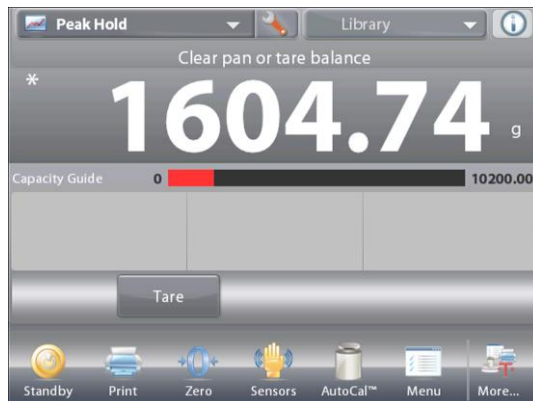 Peak Hold Library
Clear pan or tare balance
* 1604.74 g
Capacity Guide 0 10200.00
Tare
Standby Print Zero Sensors AutoCal™ Menu More...